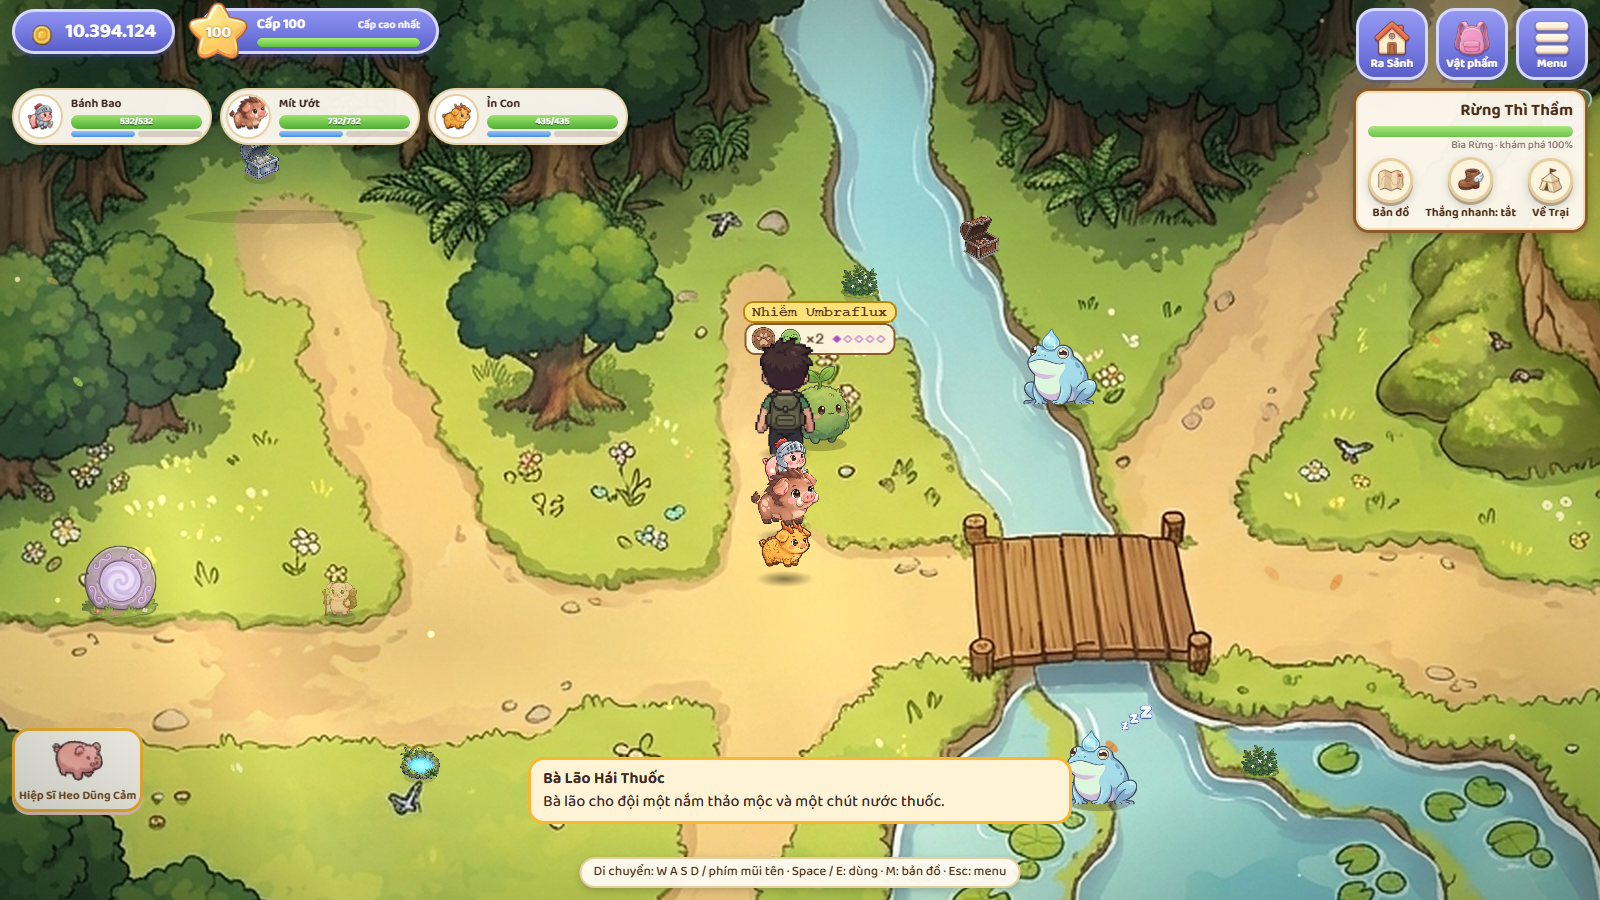 10.394.124
100
Cấp 100
Cấp cao nhất
Ra Sảnh
Vật phẩm
Menu
Bánh Bao
532/532
Mít Ướt
732/732
Ỉn Con
435/435
Rừng Thì Thầm
Bìa Rừng · khám phá 100%
Bản đồ
Thắng nhanh: tắt
Về Trại
Nhiễm Umbraflux
×2
z z Z
Hiệp Sĩ Heo Dũng Cảm
Bà Lão Hái Thuốc
Bà lão cho đội một nắm thảo mộc và một chút nước thuốc.
Di chuyển: W A S D / phím mũi tên · Space / E: dùng · M: bản đồ · Esc: menu